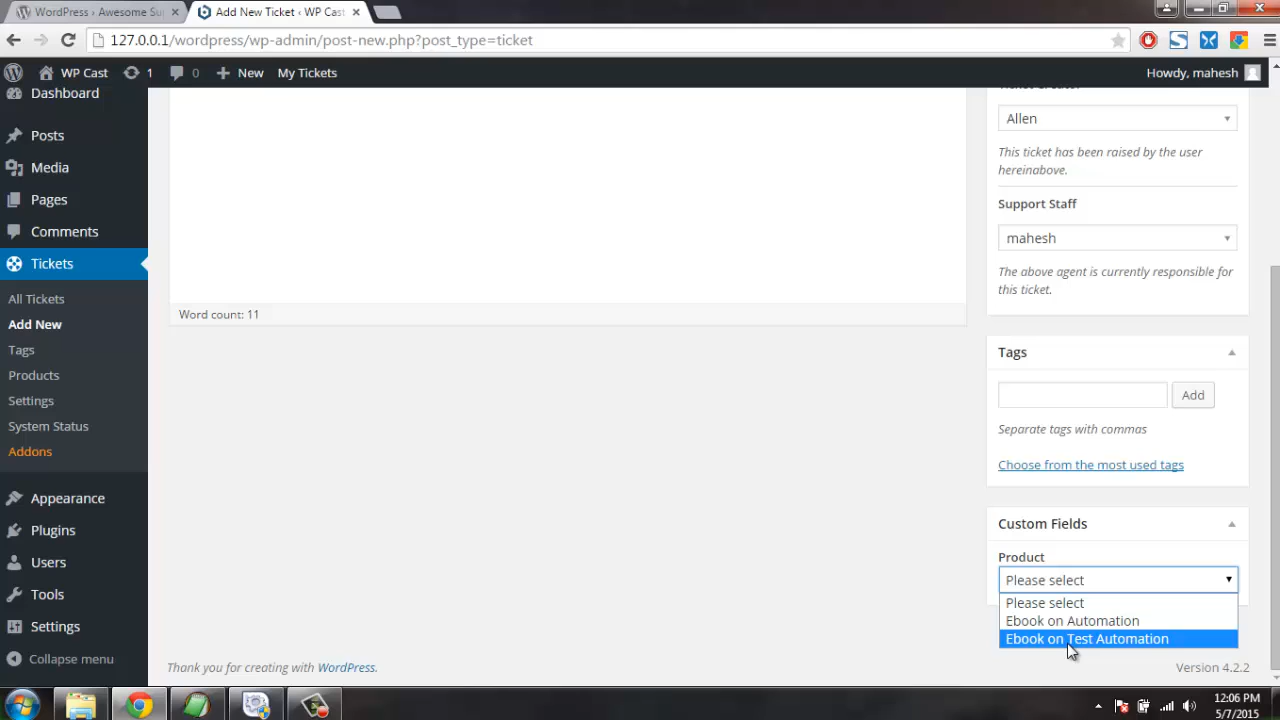 WordPress › Awesome Su
Add New Ticket ‹ WP Cast
127.0.0.1/wordpress/wp-admin/post-new.php?post_type=ticket
WP Cast
1
0
New
My Tickets
Howdy, mahesh
Dashboard
Posts
Media
Pages
Comments
Tickets
All Tickets
Add New
Tags
Products
Settings
System Status
Addons
Appearance
Plugins
Users
Tools
Settings
Collapse menu
Word count: 11
Ticket Creator
Allen
This ticket has been raised by the user
hereinabove.
Support Staff
mahesh
The above agent is currently responsible for
this ticket.
Tags
Add
Separate tags with commas
Choose from the most used tags
Custom Fields
Product
Please select
Please select
Ebook on Automation
Ebook on Test Automation
Thank you for creating with WordPress.
Version 4.2.2
12:06 PM
5/7/2015